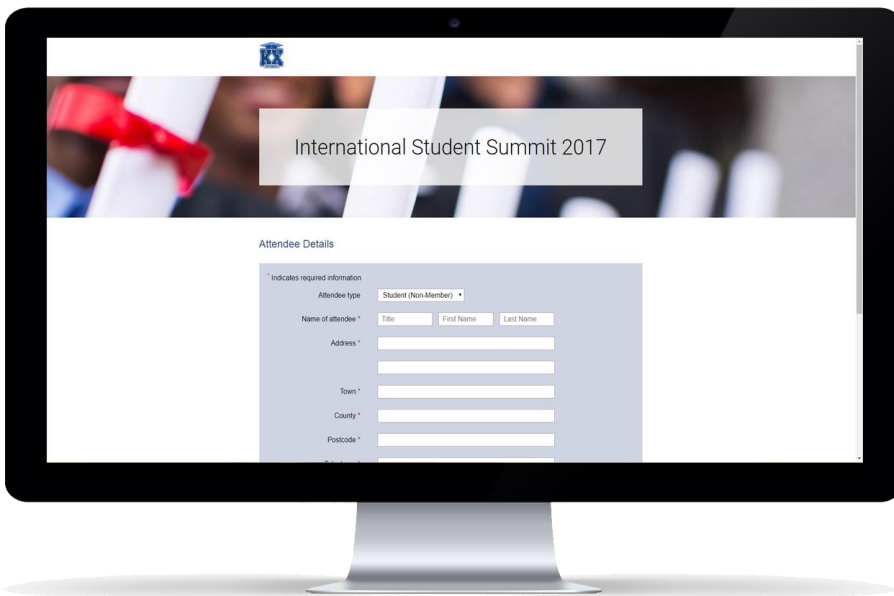 KX
International Student Summit 2017
Attendee Details
* Indicates required information
Attendee type Student (Non-Member)
Name of attendee * Title First Name Last Name
Address *
Town *
County *
Postcode *